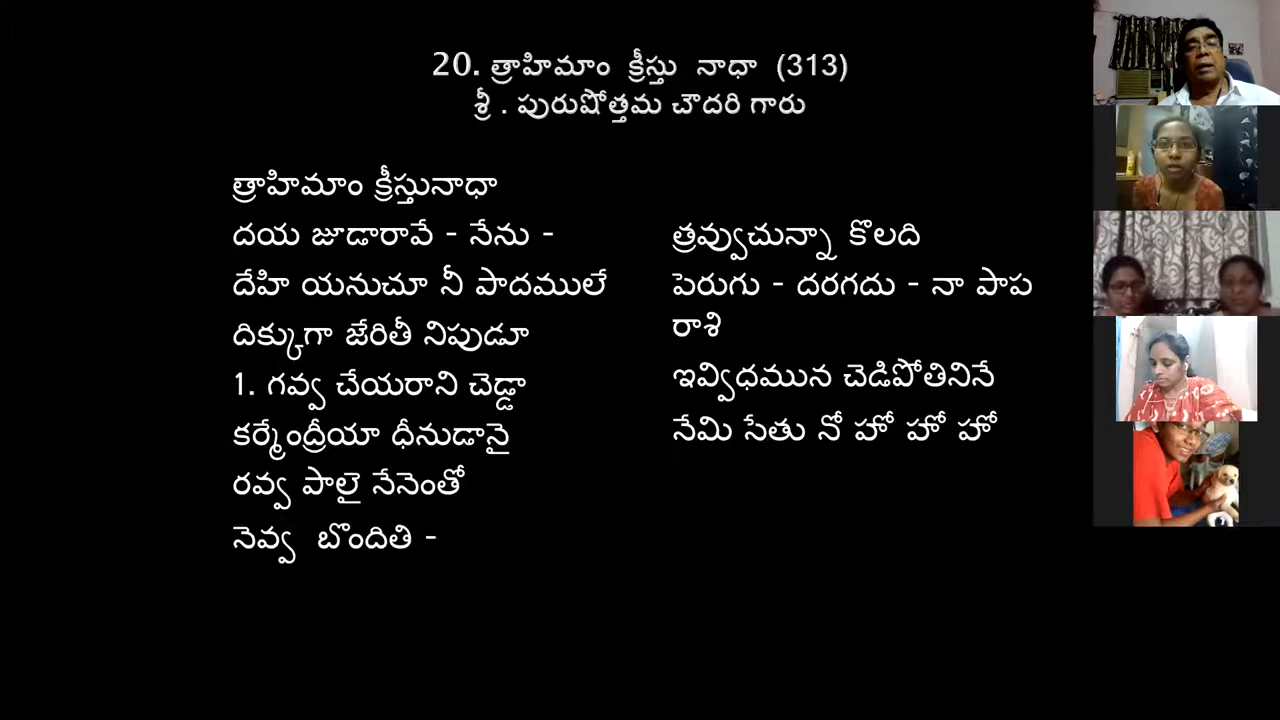 20. త్రాహిమాం క్రీస్తు నాధా (313)
శ్రీ . పురుషోత్తమ చౌదరి గారు
త్రాహిమాం క్రీస్తునాధా
దయ జూడారావే - నేను -
దేహి యనుచూ నీ పాదములే
దిక్కుగా జేరితీ నిపుడూ
1. గవ్వ చేయరాని చెడ్డా
కర్మేంద్రీయా ధీనుడానై
రవ్వ పాలై నేనెంతో
నెవ్వ బొందితి -
త్రవ్వుచున్నా కొలది
పెరుగు - దరగదు - నా పాప
రాశి
ఇవ్విధమున చెడిపోతినినే
నేమి సేతు నో హో హో హో